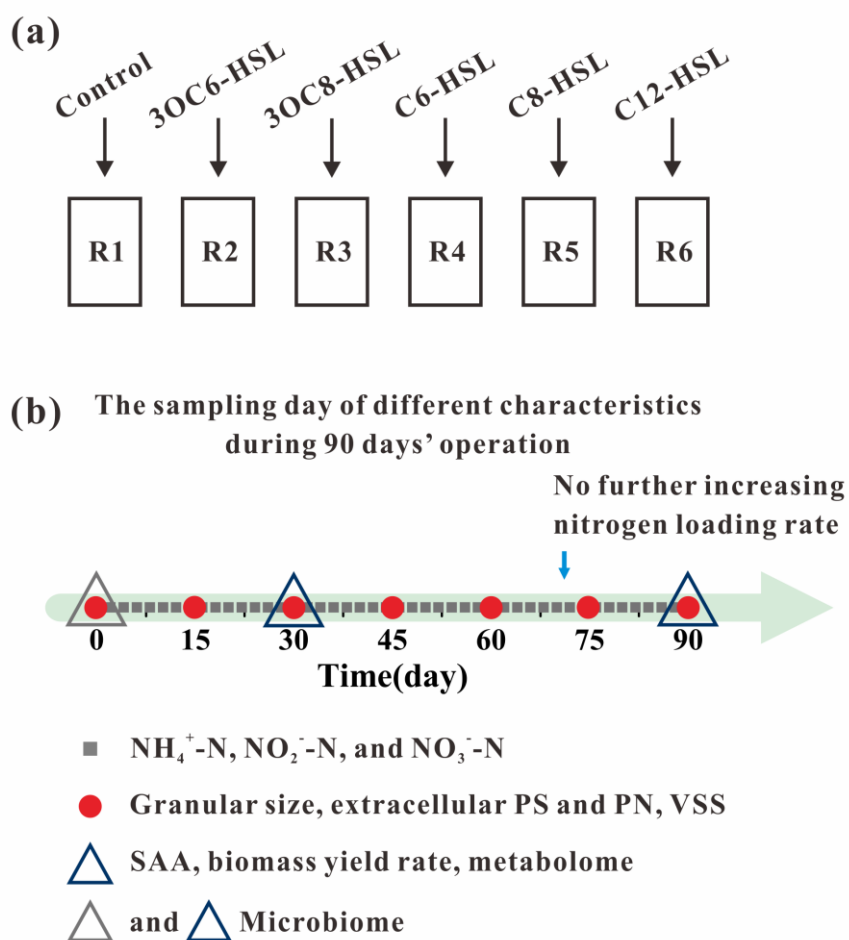 (a)
Control 3OC6-HSL 3OC8-HSL C6-HSL C8-HSL C12-HSL
R1 R2 R3 R4 R5 R6
(b) The sampling day of different characteristics
during 90 days’ operation
No further increasing
nitrogen loading rate
0 15 30 45 60 75 90
Time(day)
NH₄⁺-N, NO₂⁻-N, and NO₃⁻-N
Granular size, extracellular PS and PN, VSS
SAA, biomass yield rate, metabolome
and Microbiome